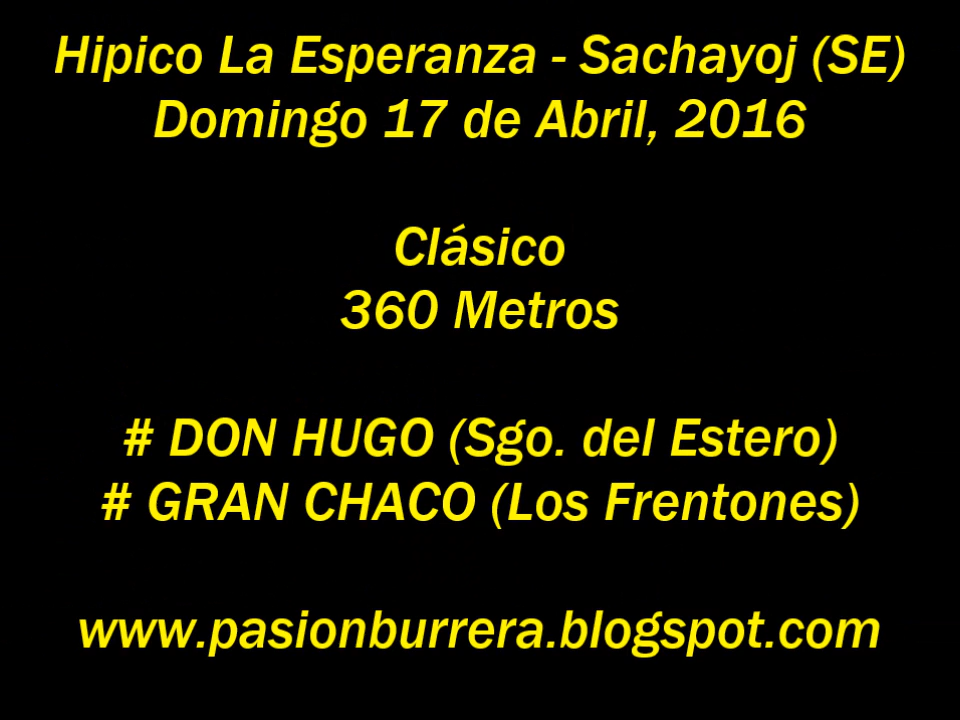 Hipico La Esperanza - Sachayoj (SE)
Domingo 17 de Abril, 2016
Clásico
360 Metros
# DON HUGO (Sgo. del Estero)
# GRAN CHACO (Los Frentones)
www.pasionburrera.blogspot.com